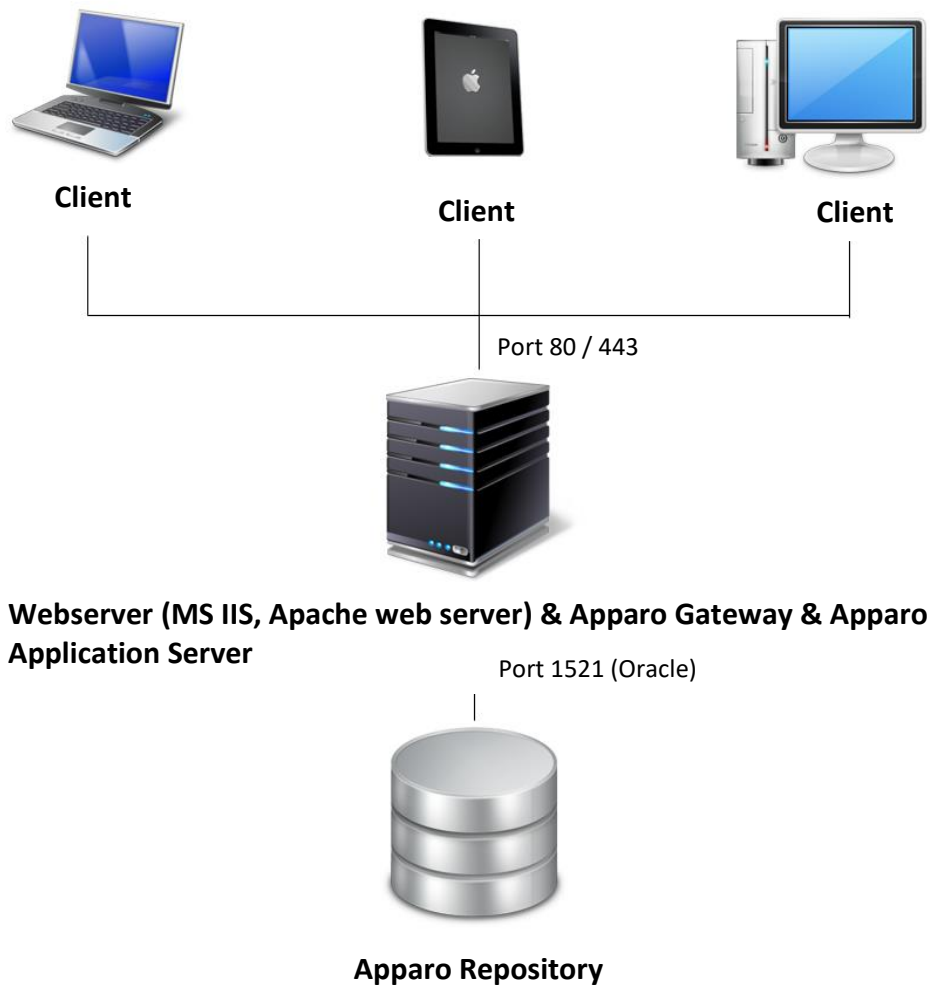 Client
Client
Client
Port 80 / 443
Webserver (MS IIS, Apache web server) & Apparo Gateway & Apparo
Application Server
Port 1521 (Oracle)
Apparo Repository